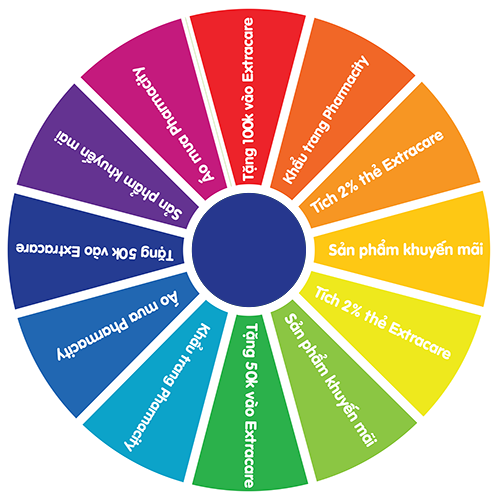 Tặng 100k vào Extracare
Khẩu trang Pharmacity
Tích 2% thẻ Extracare
Sản phẩm khuyến mãi
Tích 2% thẻ Extracare
Sản phẩm khuyến mãi
Tặng 50k vào Extracare
Khẩu trang Pharmacity
Áo mưa Pharmacity
Tặng 50k vào Extracare
Sản phẩm khuyến mãi
Áo mưa Pharmacity